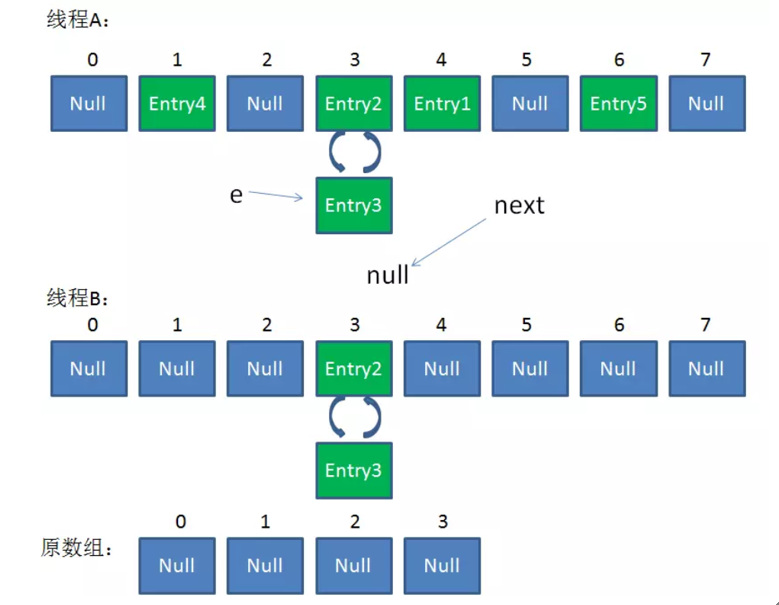 线程A：
0 1 2 3 4 5 6 7
Null Entry4 Null Entry2 Entry1 Null Entry5 Null
e Entry3 next
null
线程B：
0 1 2 3 4 5 6 7
Null Null Null Entry2 Null Null Null Null
Entry3
0 1 2 3
原数组： Null Null Null Null